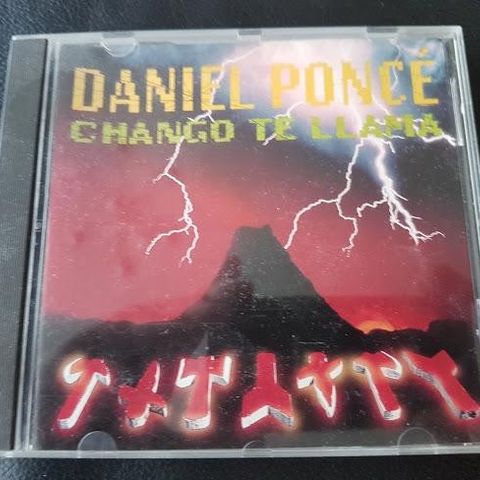 DANIEL PONCÉ
CHANGO TE LLAMA